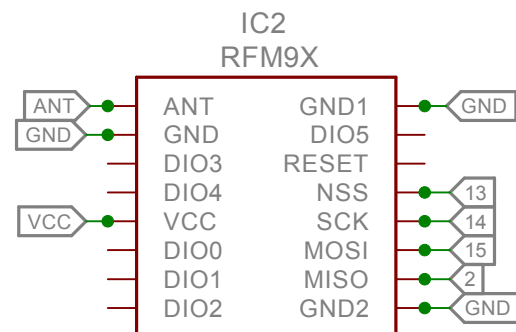 IC2
RFM9X
ANT ANT GND1 GND
GND GND DIO5
DIO3 RESET
DIO4 NSS 13
VCC VCC SCK 14
DIO0 MOSI 15
DIO1 MISO 2
DIO2 GND2 GND